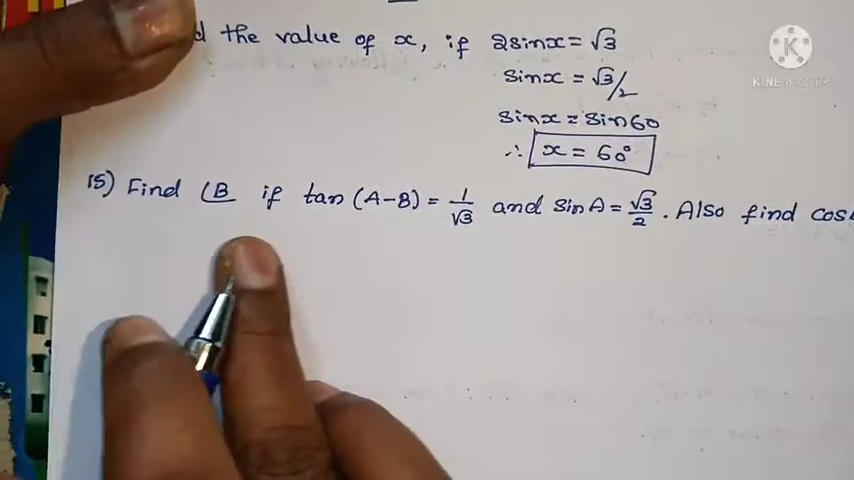 the value of x, if 2sinx = √3
sinx = √3/2
sinx = sin60
∴ x = 60°
15) Find ∠B if tan (A-B) = 1/√3 and sin A = √3/2 . Also find cos
KINEMASTER